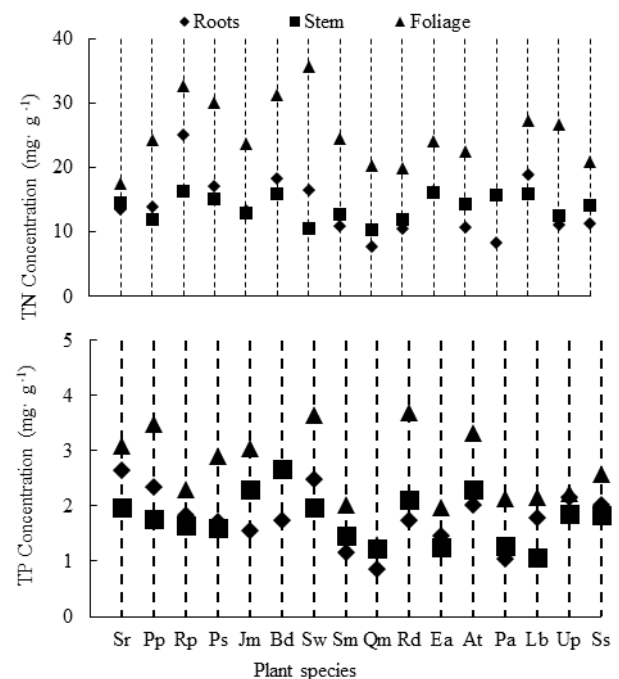 Roots Stem Foliage
TN Concentration (mg· g -1)
40
30
20
10
0
TP Concentration (mg· g -1)
5
4
3
2
1
0
Sr Pp Rp Ps Jm Bd Sw Sm Qm Rd Ea At Pa Lb Up Ss
Plant species